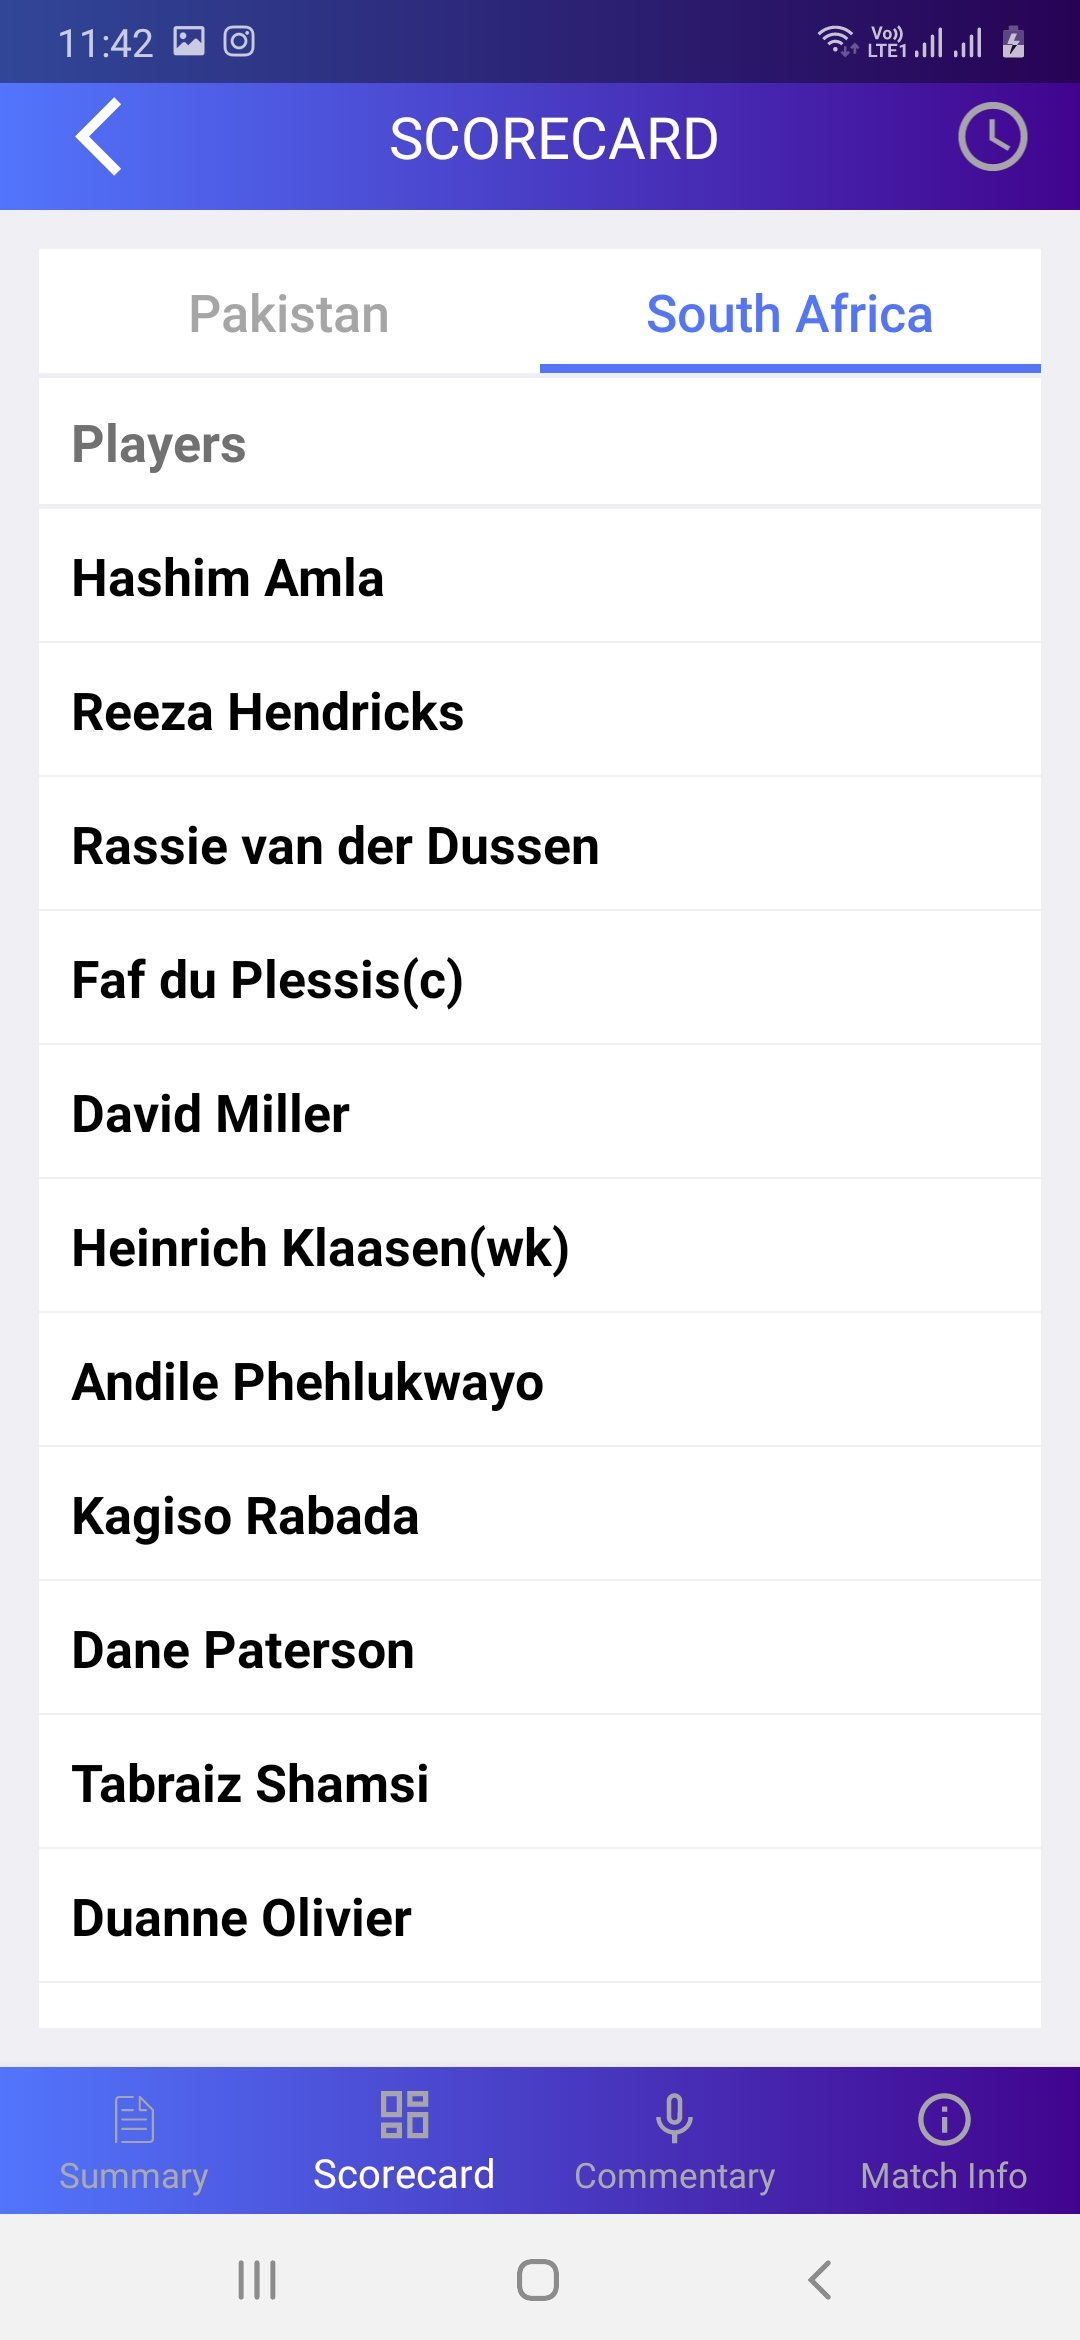 11:42
Vo))
LTE1
SCORECARD
Pakistan South Africa
Players
Hashim Amla
Reeza Hendricks
Rassie van der Dussen
Faf du Plessis(c)
David Miller
Heinrich Klaasen(wk)
Andile Phehlukwayo
Kagiso Rabada
Dane Paterson
Tabraiz Shamsi
Duanne Olivier
Summary Scorecard Commentary Match Info